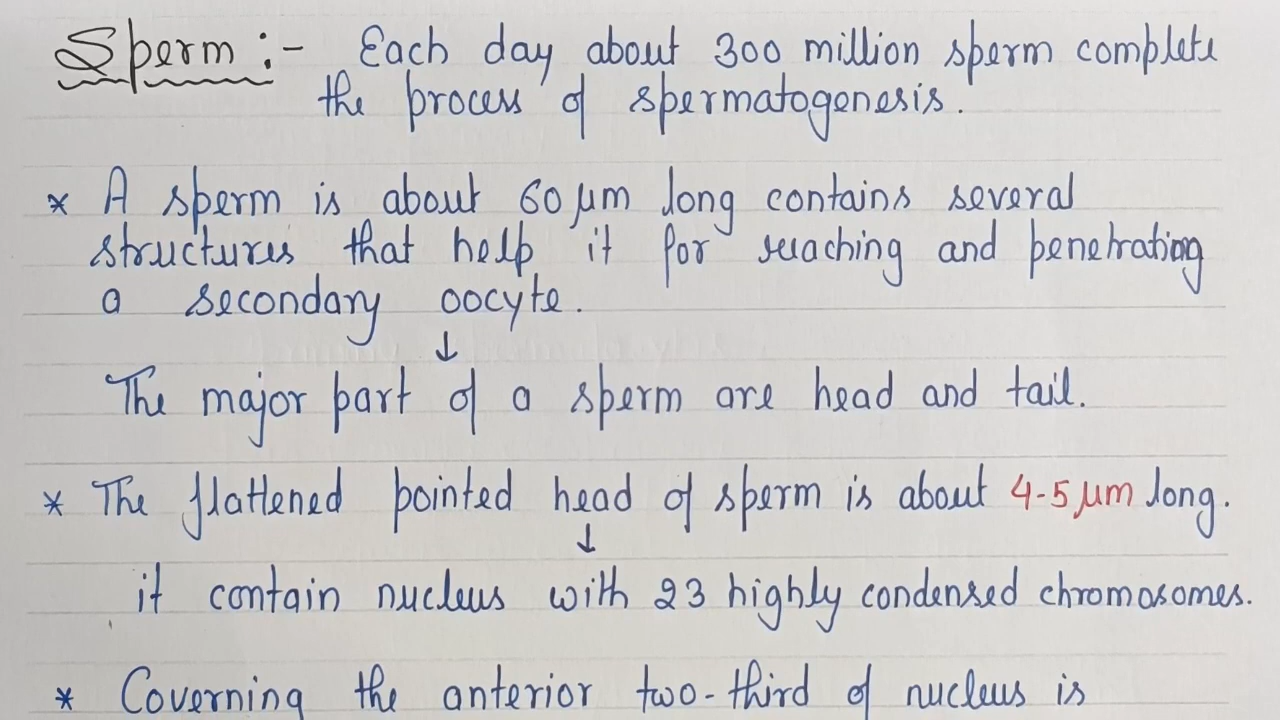 Sperm :- Each day about 300 million sperm complete
the process of spermatogenesis.
* A sperm is about 60 µm long contains several
structures that help it for reaching and penetrating
a secondary oocyte.
↓
The major part of a sperm are head and tail.
* The flattened pointed head of sperm is about 4-5 µm long.
↓
it contain nucleus with 23 highly condensed chromosomes.
* Coverning the anterior two-third of nucleus is